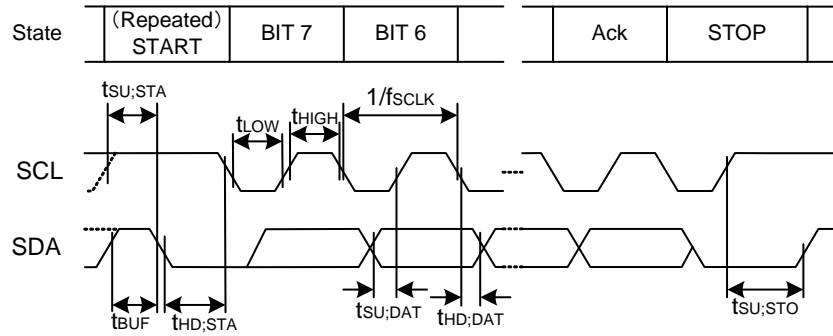 State
(Repeated)
START
BIT 7
BIT 6
Ack
STOP
tSU;STA
tLOW
tHIGH
1/fSCLK
SCL
SDA
tBUF
tHD;STA
tSU;DAT
tHD;DAT
tSU;STO